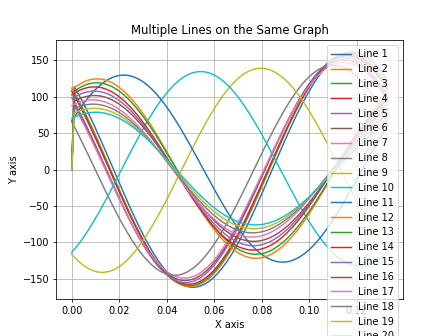 Multiple Lines on the Same Graph
Y axis
150
100
50
0
−50
−100
−150
0.00
0.02
0.04
0.06
0.08
0.10
X axis
Line 1
Line 2
Line 3
Line 4
Line 5
Line 6
Line 7
Line 8
Line 9
Line 10
Line 11
Line 12
Line 13
Line 14
Line 15
Line 16
Line 17
Line 18
Line 19
Line 20